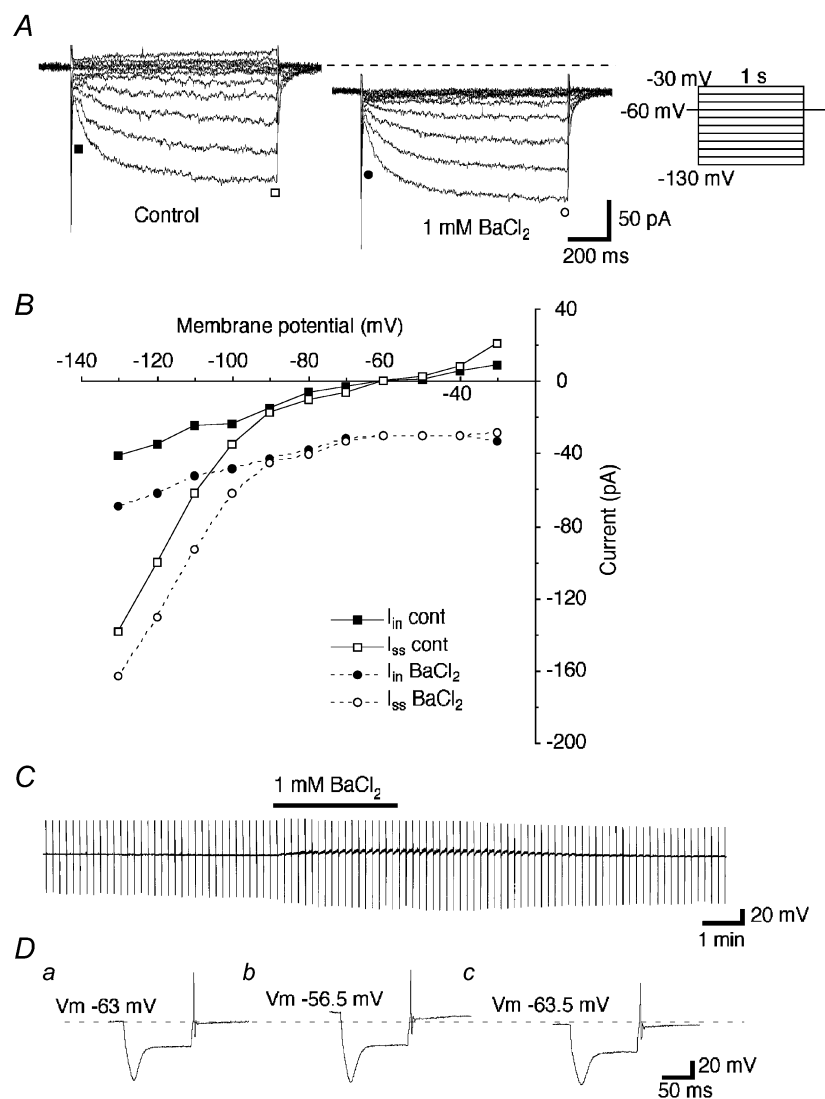 A
-30 mV
1 s
-60 mV
-130 mV
Control
1 mM BaCl2
50 pA
200 ms
B
Membrane potential (mV)
-140 -120 -100 -80 -60 -40
40
0
-40
-80
-120
-160
-200
Current (pA)
Iin cont
Iss cont
Iin BaCl2
Iss BaCl2
C
1 mM BaCl2
20 mV
1 min
D
a
b
c
Vm -63 mV
Vm -56.5 mV
Vm -63.5 mV
20 mV
50 ms